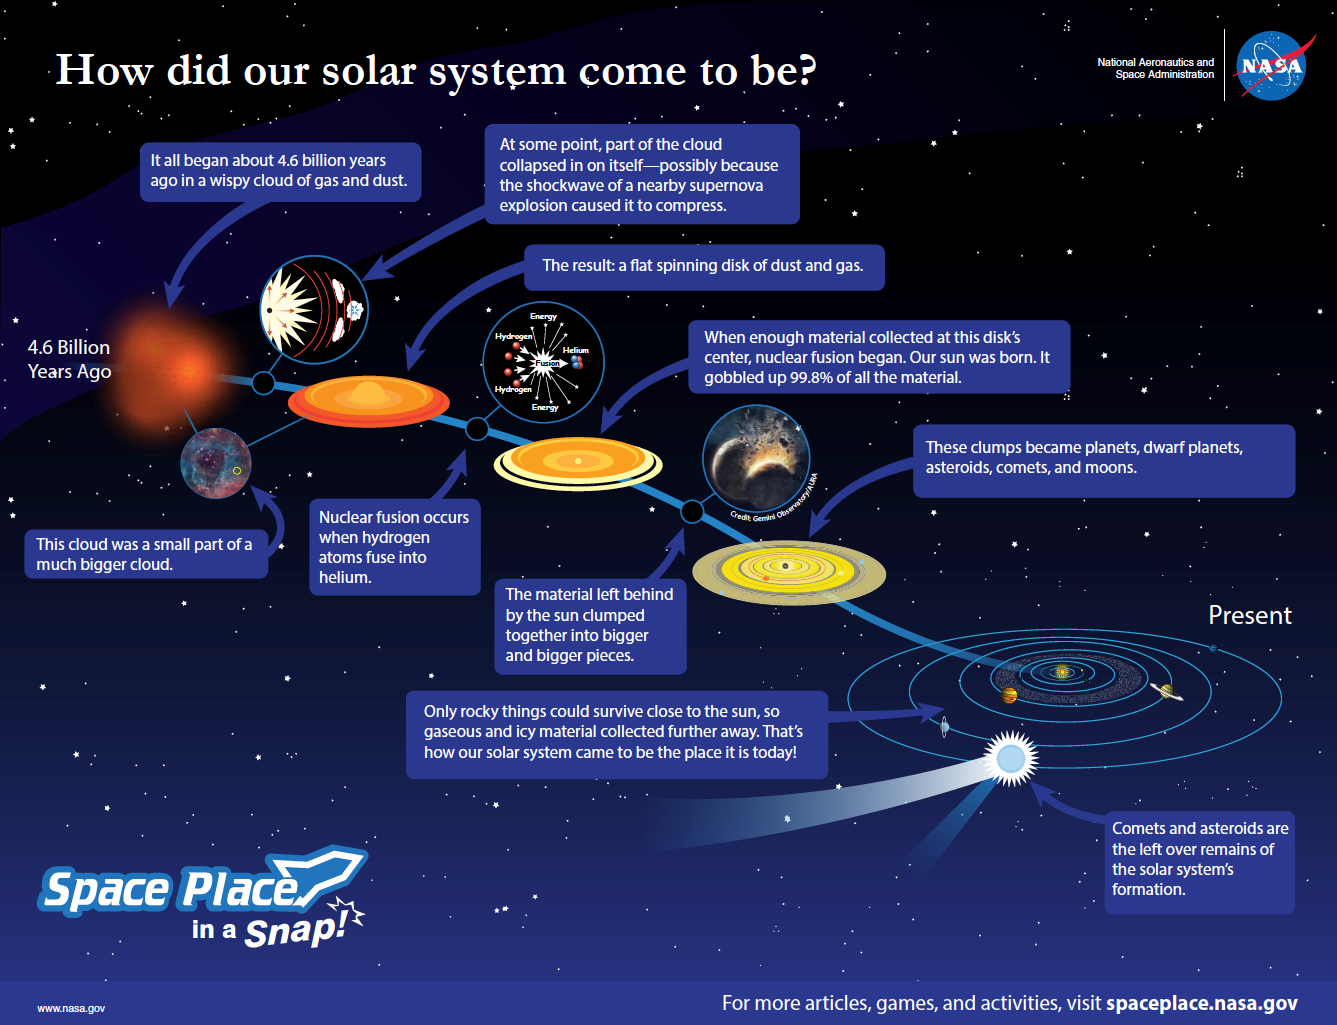 How did our solar system come to be?
National Aeronautics and
Space Administration
NASA
It all began about 4.6 billion years
ago in a wispy cloud of gas and dust.
At some point, part of the cloud
collapsed in on itself—possibly because
the shockwave of a nearby supernova
explosion caused it to compress.
The result: a flat spinning disk of dust and gas.
4.6 Billion
Years Ago
Energy
Hydrogen
Helium
Fusion
Hydrogen
Energy
When enough material collected at this disk's
center, nuclear fusion began. Our sun was born. It
gobbled up 99.8% of all the material.
Credit: Gemini Observatory/AURA
These clumps became planets, dwarf planets,
asteroids, comets, and moons.
This cloud was a small part of a
much bigger cloud.
Nuclear fusion occurs
when hydrogen
atoms fuse into
helium.
The material left behind
by the sun clumped
together into bigger
and bigger pieces.
Present
Only rocky things could survive close to the sun, so
gaseous and icy material collected further away. That's
how our solar system came to be the place it is today!
Comets and asteroids are
the left over remains of
the solar system's
formation.
Space Place
in a Snap!
www.nasa.gov
For more articles, games, and activities, visit spaceplace.nasa.gov